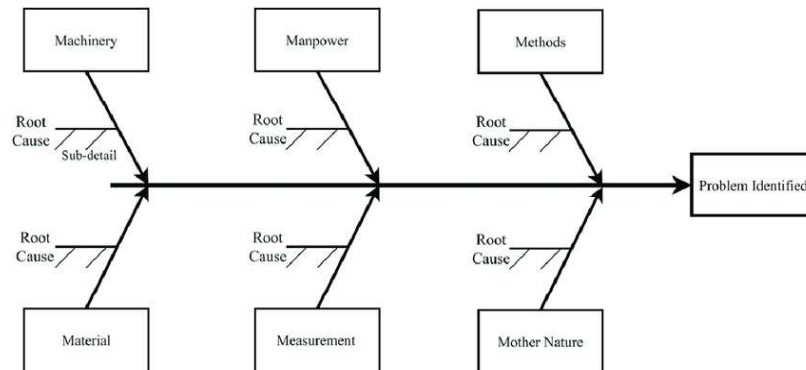 Machinery
Manpower
Methods
Root
Cause
Sub-detail
Root
Cause
Root
Cause
Problem Identified
Root
Cause
Root
Cause
Root
Cause
Material
Measurement
Mother Nature